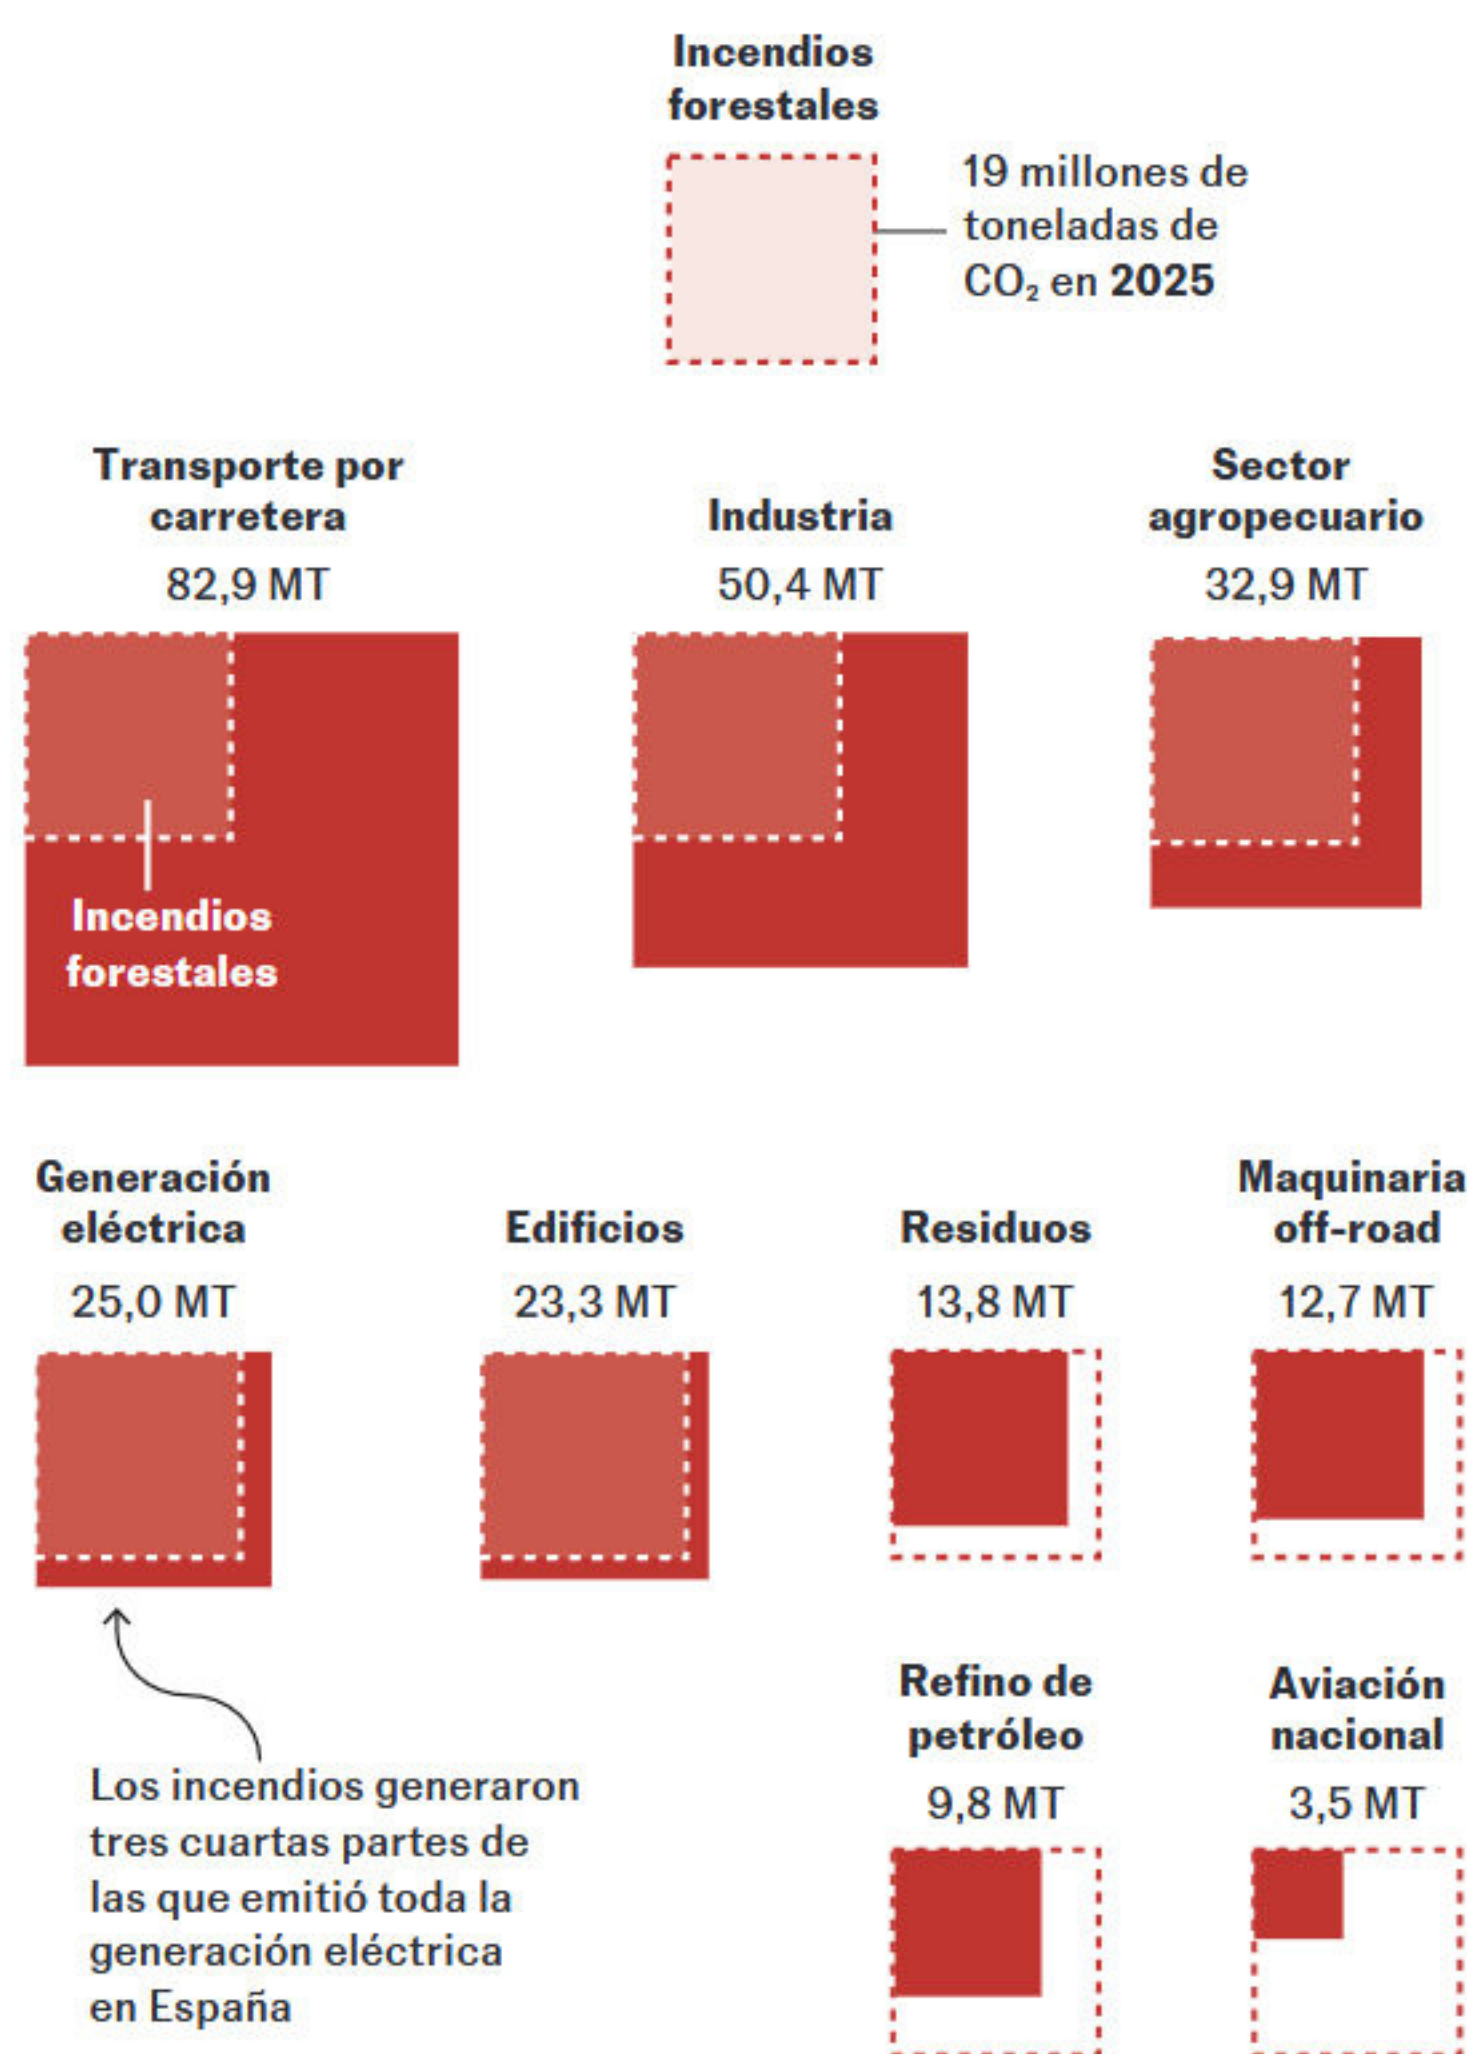 Incendios
forestales
19 millones de
toneladas de
CO₂ en 2025
Transporte por
carretera
82,9 MT
Incendios
forestales
Industria
50,4 MT
Sector
agropecuario
32,9 MT
Generación
eléctrica
25,0 MT
Edificios
23,3 MT
Residuos
13,8 MT
Maquinaria
off-road
12,7 MT
Los incendios generaron
tres cuartas partes de
las que emitió toda la
generación eléctrica
en España
Refino de
petróleo
9,8 MT
Aviación
nacional
3,5 MT